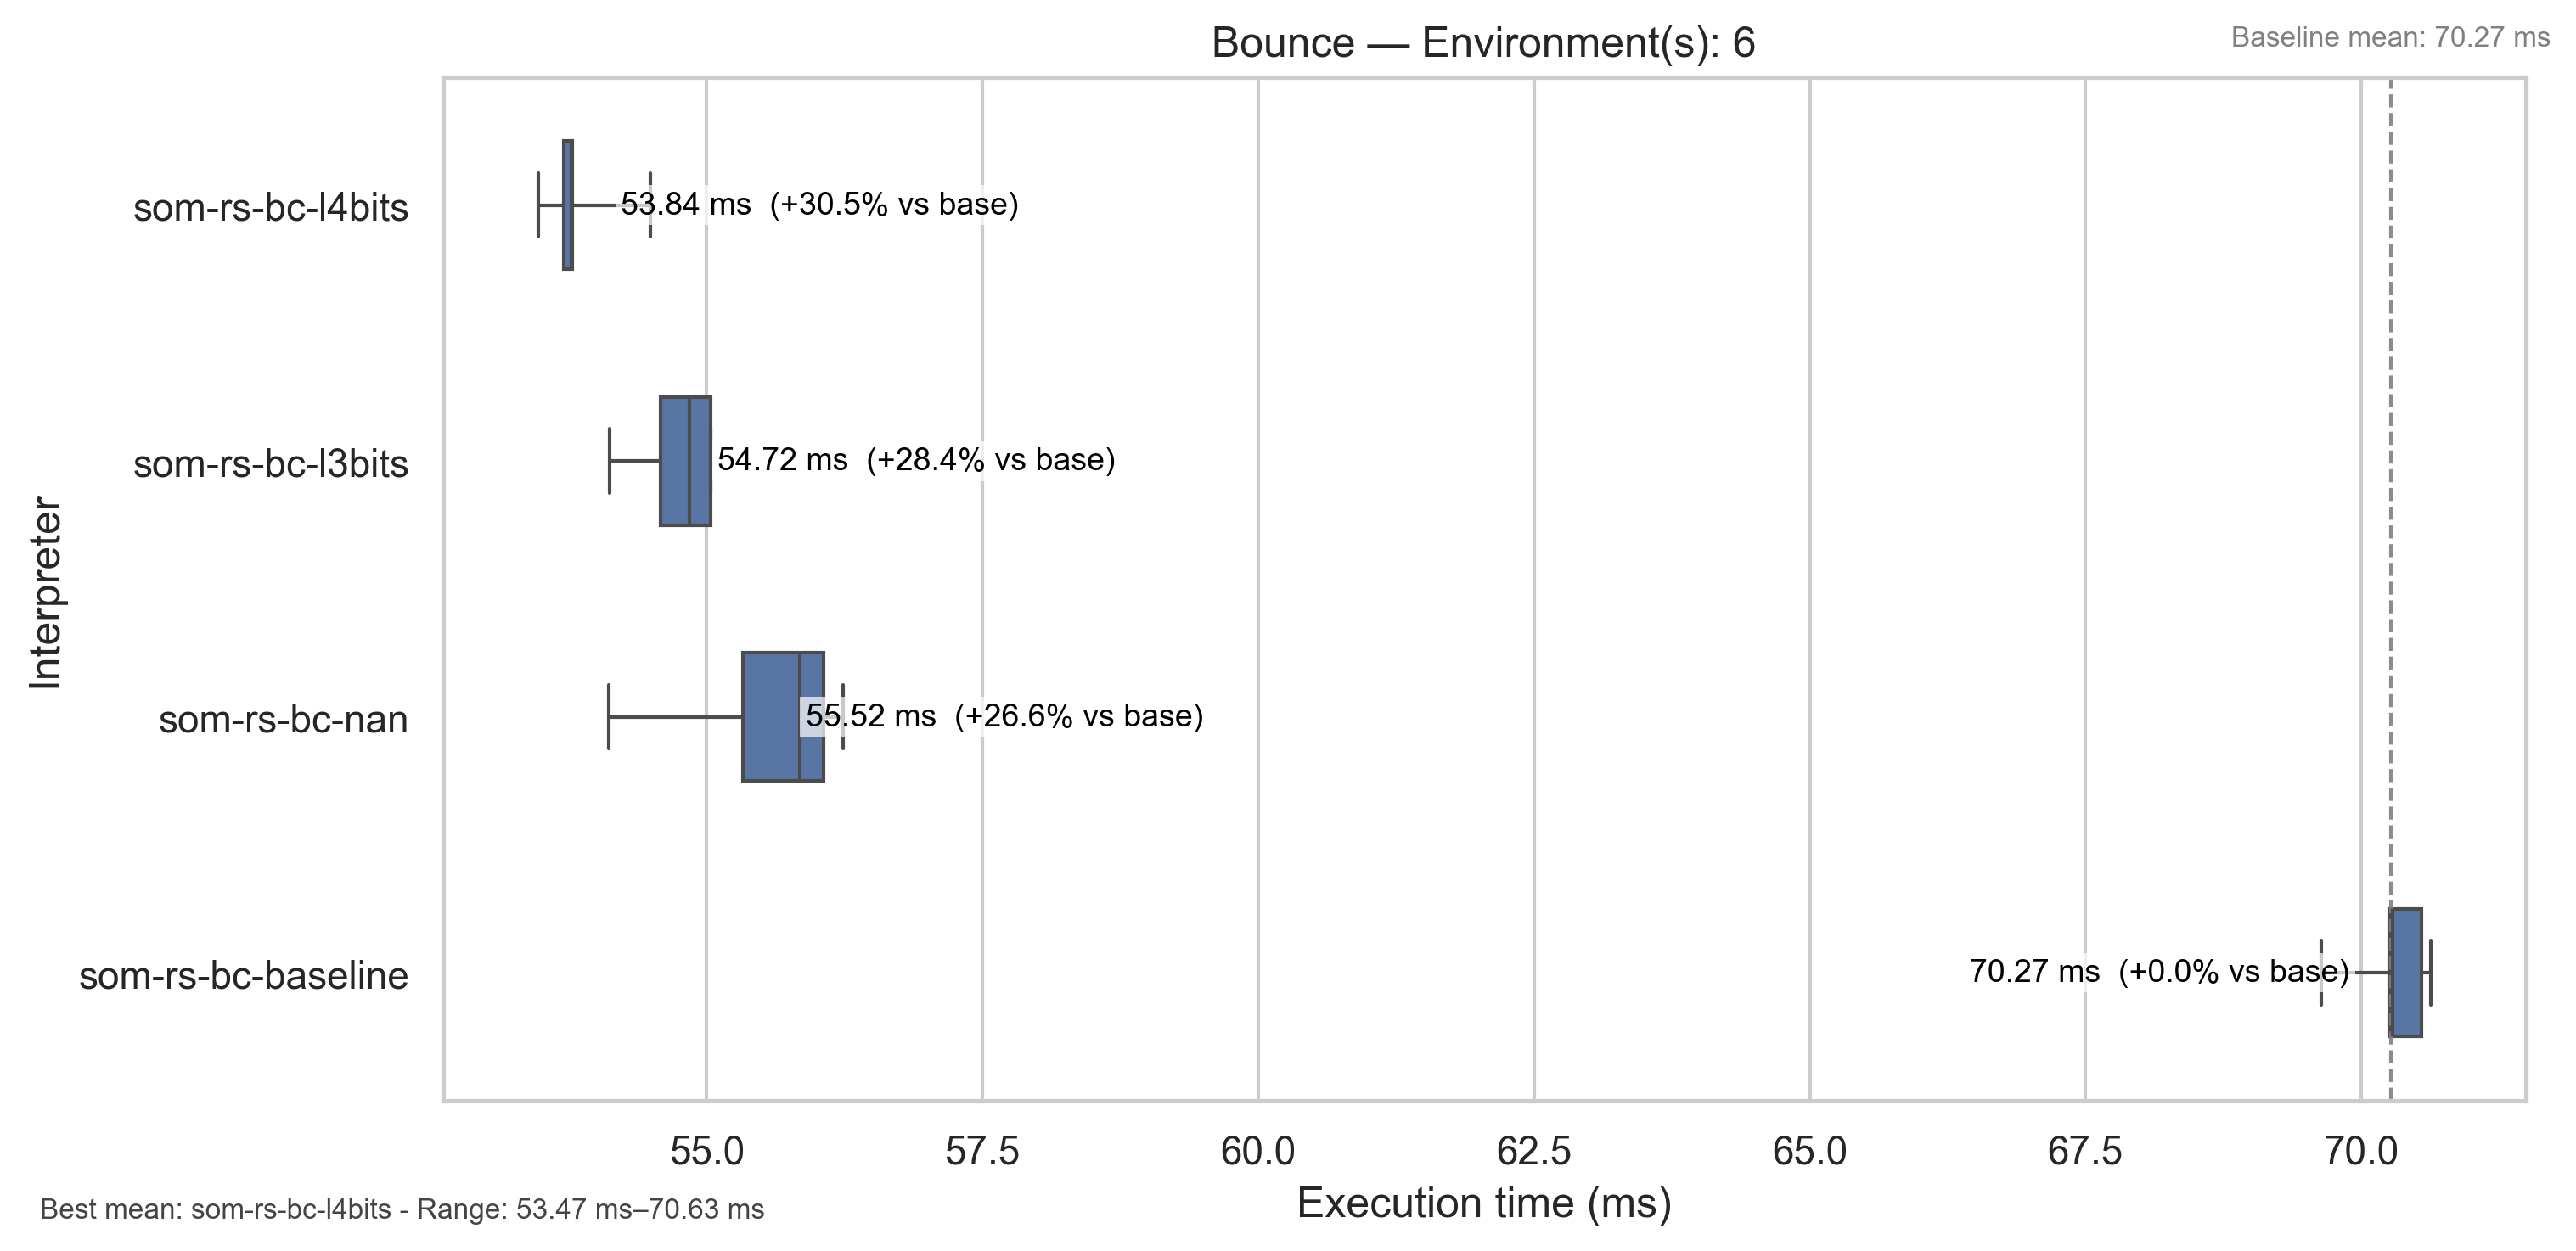 Bounce — Environment(s): 6
Baseline mean: 70.27 ms
Interpreter
som-rs-bc-l4bits
53.84 ms (+30.5% vs base)
som-rs-bc-l3bits
54.72 ms (+28.4% vs base)
som-rs-bc-nan
55.52 ms (+26.6% vs base)
som-rs-bc-baseline
70.27 ms (+0.0% vs base)
55.0 57.5 60.0 62.5 65.0 67.5 70.0
Execution time (ms)
Best mean: som-rs-bc-l4bits - Range: 53.47 ms–70.63 ms